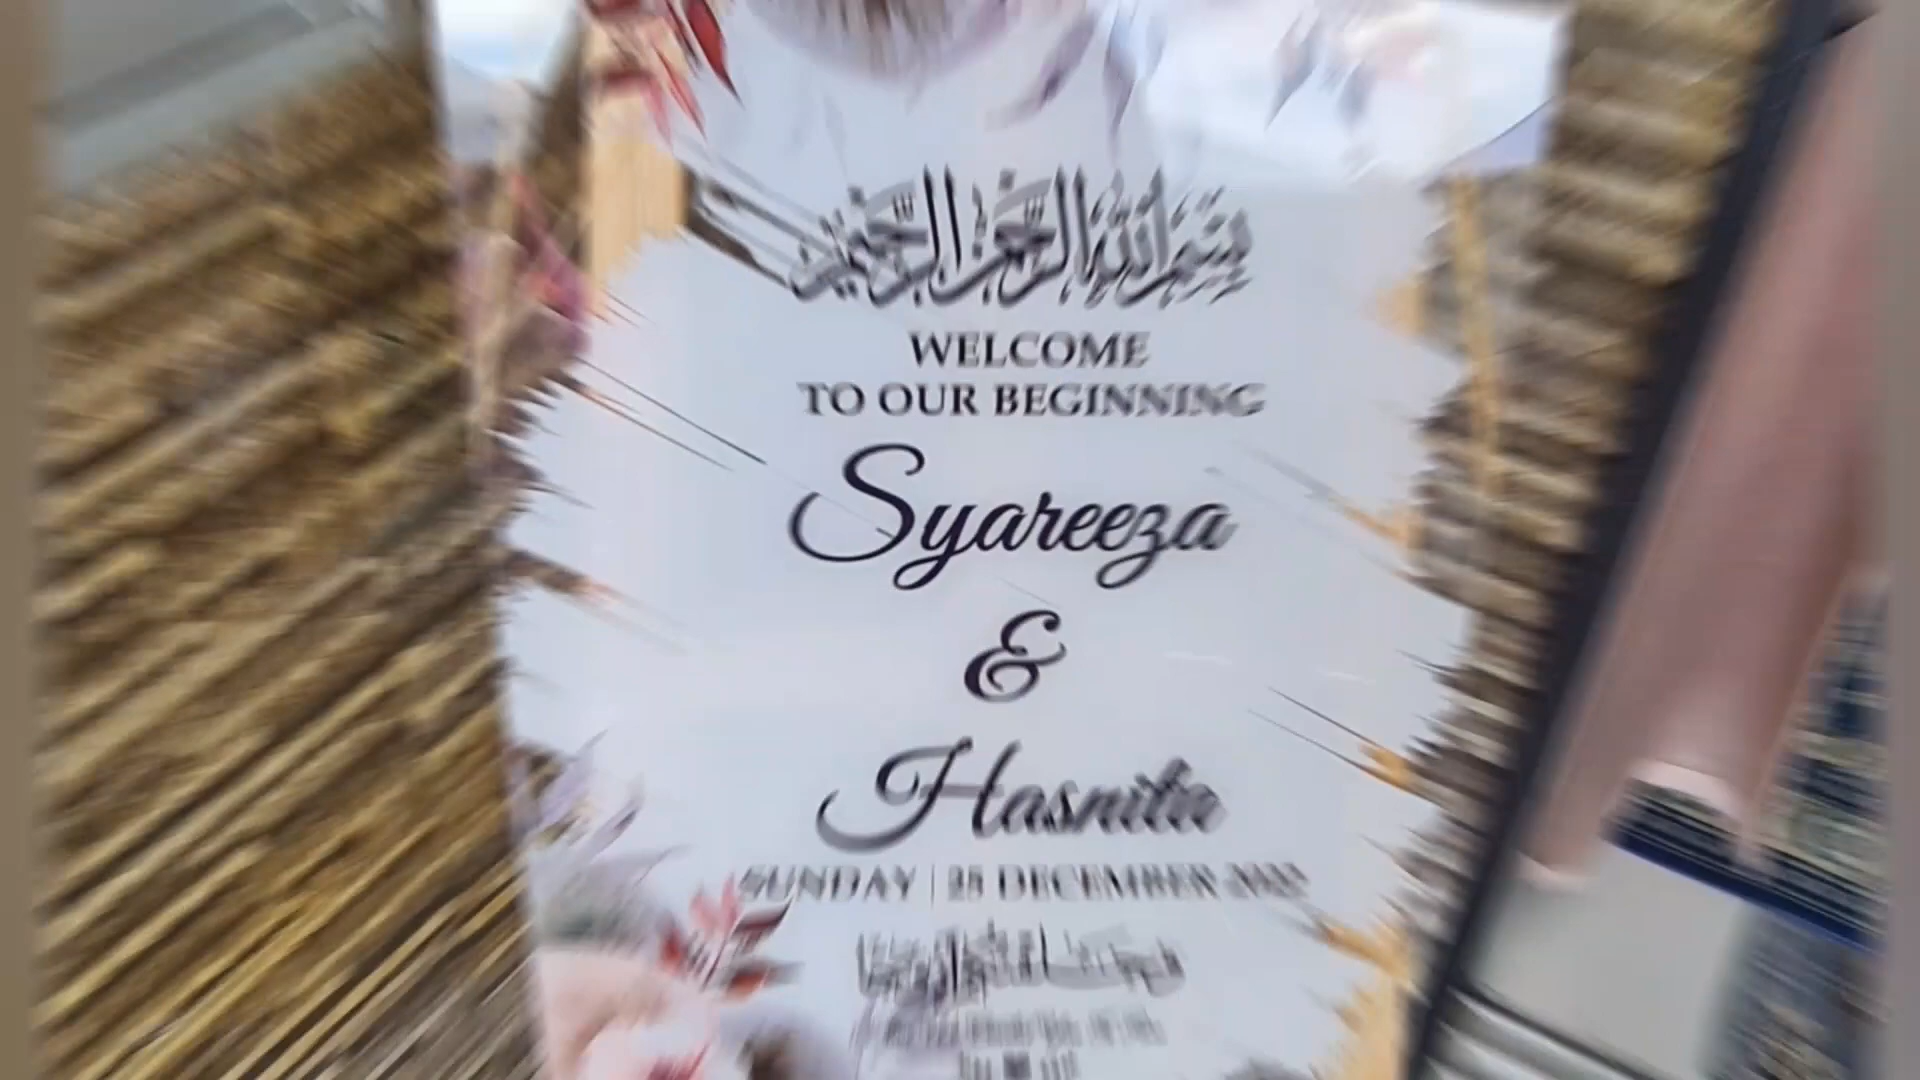 بسم الله الرحمن الرحيم
WELCOME
TO OUR BEGINNING
Syareeza
&
Hasnita
SUNDAY | 25 DECEMBER 2022